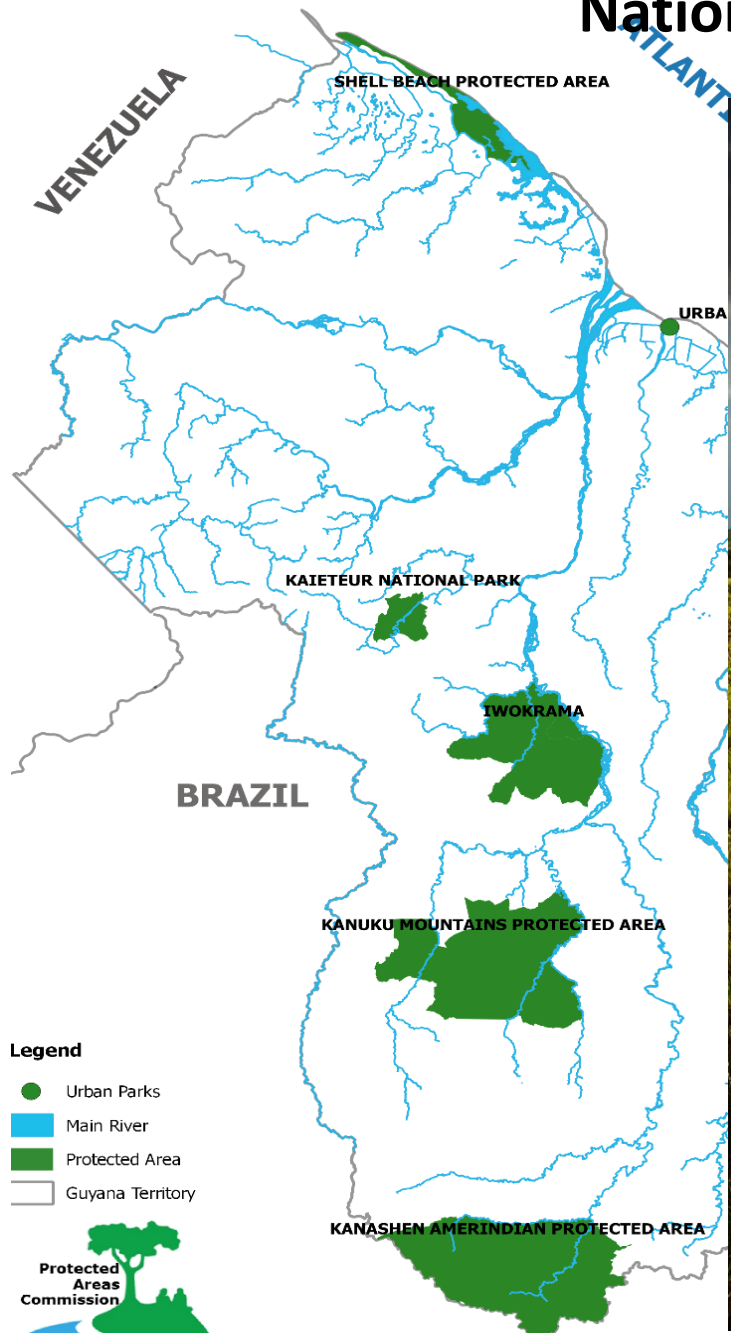 Nation
ATLANTI
VENEZUELA
SHELL BEACH PROTECTED AREA
URBA
KAIETEUR NATIONAL PARK
IWOKRAMA
BRAZIL
KANUKU MOUNTAINS PROTECTED AREA
Legend
Urban Parks
Main River
Protected Area
Guyana Territory
KANASHEN AMERINDIAN PROTECTED AREA
Protected
Areas
Commission